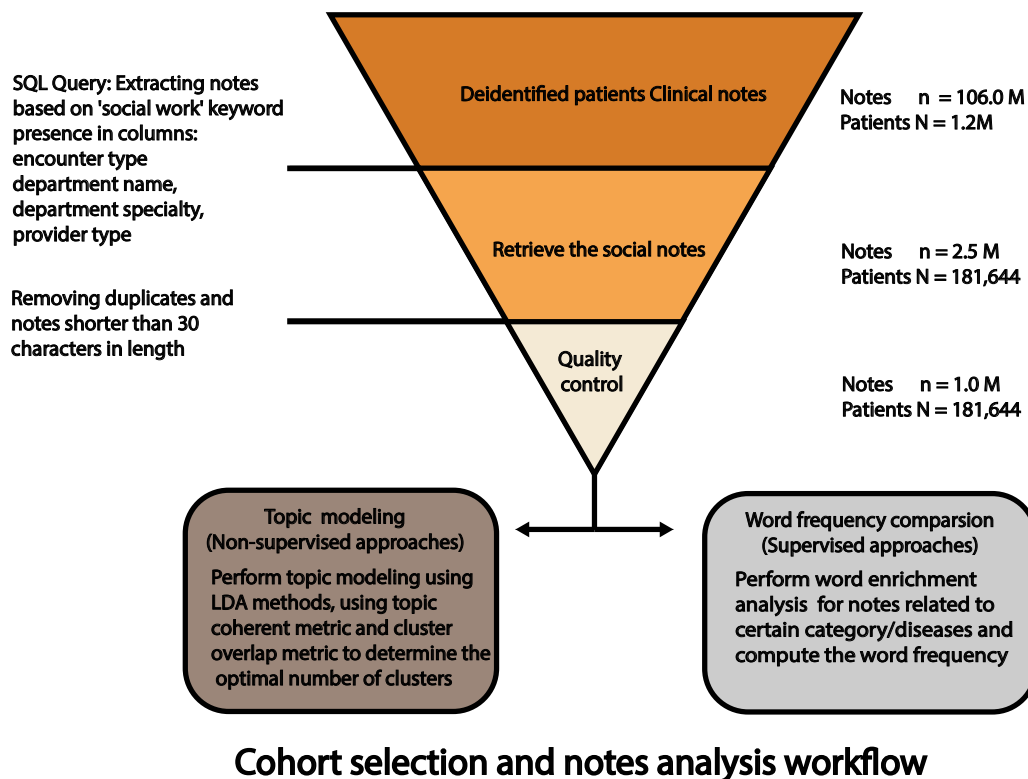 SQL Query: Extracting notes
based on 'social work' keyword
presence in columns:
encounter type
department name,
department specialty,
provider type
Deidentified patients Clinical notes
Notes n = 106.0 M
Patients N = 1.2M
Retrieve the social notes
Notes n = 2.5 M
Patients N = 181,644
Removing duplicates and
notes shorter than 30
characters in length
Quality
control
Notes n = 1.0 M
Patients N = 181,644
Topic modeling
(Non-supervised approaches)
Perform topic modeling using
LDA methods, using topic
coherent metric and cluster
overlap metric to determine the
optimal number of clusters
Word frequency comparsion
(Supervised approaches)
Perform word enrichment
analysis for notes related to
certain category/diseases and
compute the word frequency
Cohort selection and notes analysis workflow